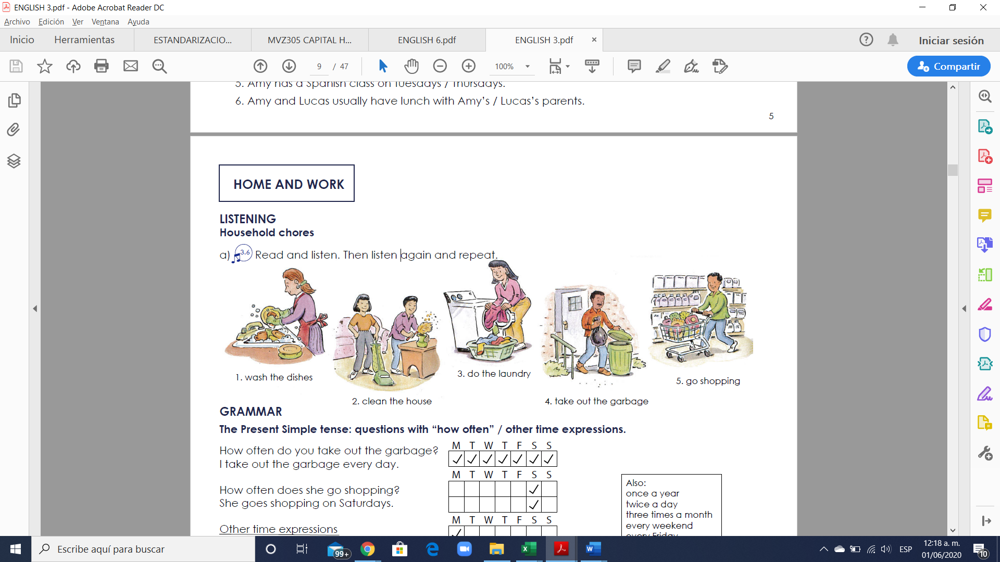 ENGLISH 3.pdf - Adobe Acrobat Reader DC
Archivo Edición Ver Ventana Ayuda
Inicio Herramientas ESTANDARIZACIO... MVZ305 CAPITAL H... ENGLISH 6.pdf ENGLISH 3.pdf × ? Iniciar sesión
9 / 47 100% Compartir
5. Amy has a Spanish class on Tuesdays / Thursdays.
6. Amy and Lucas usually have lunch with Amy’s / Lucas’s parents.
5
HOME AND WORK
LISTENING
Household chores
a) 3.6 Read and listen. Then listen again and repeat.
1. wash the dishes
2. clean the house
3. do the laundry
4. take out the garbage
5. go shopping
GRAMMAR
The Present Simple tense: questions with “how often” / other time expressions.
How often do you take out the garbage?
I take out the garbage every day.
M T W T F S S
How often does she go shopping?
She goes shopping on Saturdays.
M T W T F S S
Other time expressions
M T W T F S S
Also:
once a year
twice a day
three times a month
every weekend
every Friday
Escribe aquí para buscar
99+
ESP
12:18 a. m.
01/06/2020
10